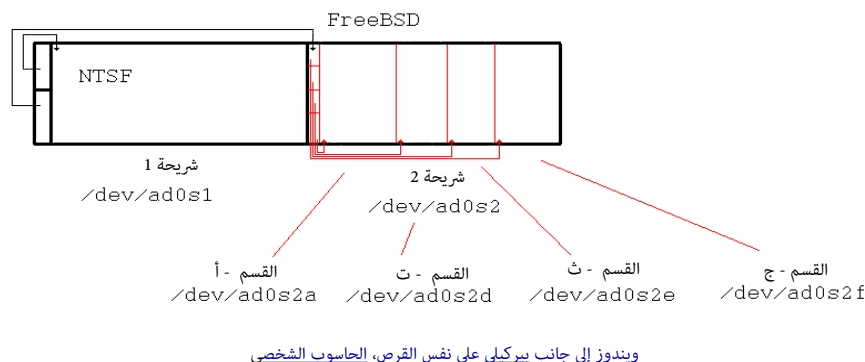 FreeBSD
NTSF
شريحة 1
/dev/ad0s1
شريحة 2
/dev/ad0s2
القسم - أ
/dev/ad0s2a
القسم - ت
/dev/ad0s2d
القسم - ث
/dev/ad0s2e
القسم - ج
/dev/ad0s2f
ويندوز إلى جانب بيركيلي على نفس القرص، الحاسوب الشخصي